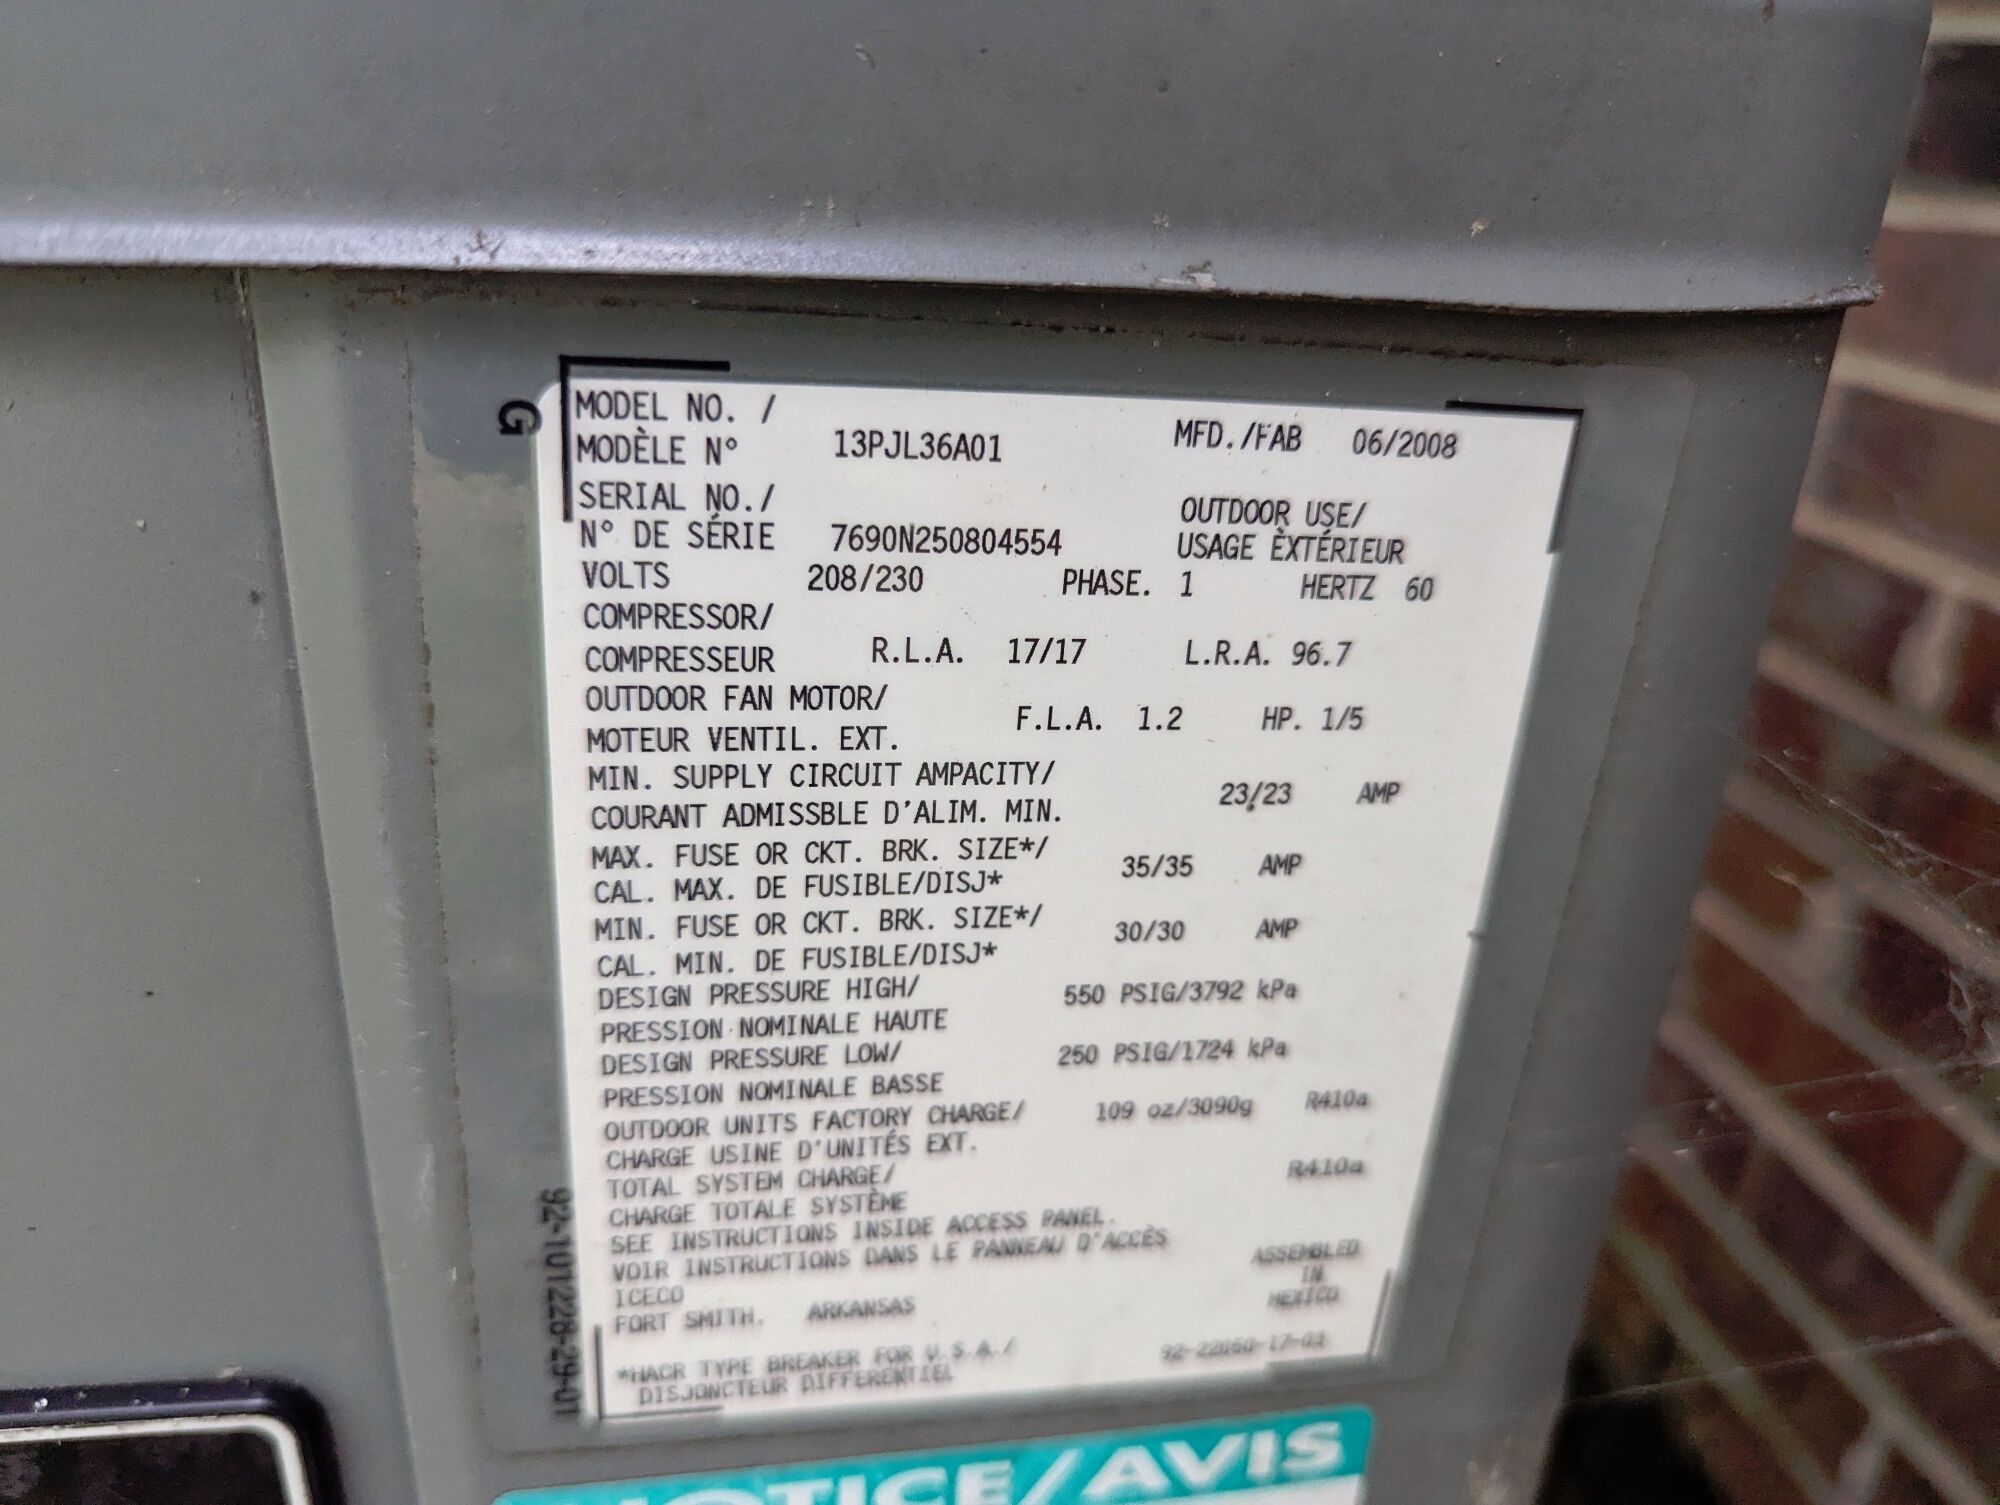 G
MODEL NO. /
MODÈLE N° 13PJL36A01 MFD./FAB 06/2008
SERIAL NO./ OUTDOOR USE/
N° DE SÉRIE 7690N250804554 USAGE ÈXTÉRIEUR
VOLTS 208/230 PHASE. 1 HERTZ 60
COMPRESSOR/
COMPRESSEUR R.L.A. 17/17 L.R.A. 96.7
OUTDOOR FAN MOTOR/ F.L.A. 1.2 HP. 1/5
MOTEUR VENTIL. EXT.
MIN. SUPPLY CIRCUIT AMPACITY/ 23/23 AMP
COURANT ADMISSBLE D'ALIM. MIN.
MAX. FUSE OR CKT. BRK. SIZE*/ 35/35 AMP
CAL. MAX. DE FUSIBLE/DISJ*
MIN. FUSE OR CKT. BRK. SIZE*/ 30/30 AMP
CAL. MIN. DE FUSIBLE/DISJ*
DESIGN PRESSURE HIGH/ 550 PSIG/3792 kPa
PRESSION NOMINALE HAUTE
DESIGN PRESSURE LOW/ 250 PSIG/1724 kPa
PRESSION NOMINALE BASSE
OUTDOOR UNITS FACTORY CHARGE/ 109 oz/3090g R410a
CHARGE USINE D'UNITÉS EXT.
TOTAL SYSTEM CHARGE/ R410a
CHARGE TOTALE SYSTÈME
SEE INSTRUCTIONS INSIDE ACCESS PANEL.
VOIR INSTRUCTIONS DANS LE PANNEAU D'ACCÈS
ICECO ASSEMBLED
FORT SMITH. ARKANSAS IN
MEXICO
*HACR TYPE BREAKER FOR U.S.A./
DISJONCTEUR DIFFERENTIEL
92-101228-29-01
NOTICE/AVIS